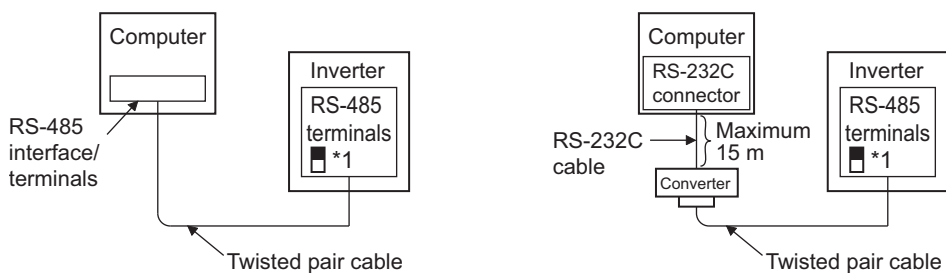 Computer
RS-485
interface/
terminals
Inverter
RS-485
terminals
*1
Twisted pair cable
Computer
RS-232C
connector
RS-232C
cable
Maximum
15 m
Converter
Inverter
RS-485
terminals
*1
Twisted pair cable